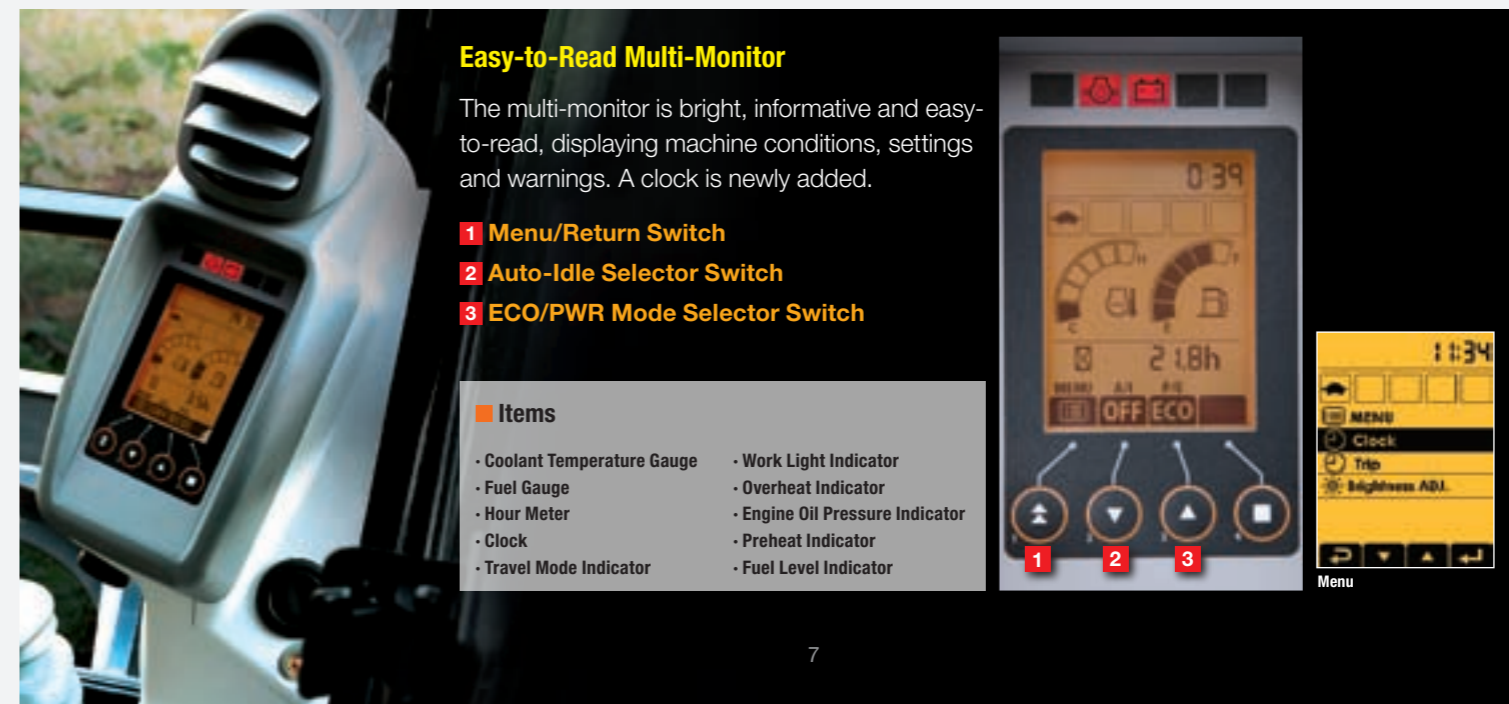 Easy-to-Read Multi-Monitor
The multi-monitor is bright, informative and easy-
to-read, displaying machine conditions, settings
and warnings. A clock is newly added.
1 Menu/Return Switch
2 Auto-Idle Selector Switch
3 ECO/PWR Mode Selector Switch
Items
· Coolant Temperature Gauge
· Fuel Gauge
· Hour Meter
· Clock
· Travel Mode Indicator
· Work Light Indicator
· Overheat Indicator
· Engine Oil Pressure Indicator
· Preheat Indicator
· Fuel Level Indicator
0:39
H F
C E
21.8h
MENU A/I P/E
OFF ECO
1 2 3
11:34
MENU
Clock
Trip
Brightness ADJ.
Menu
7